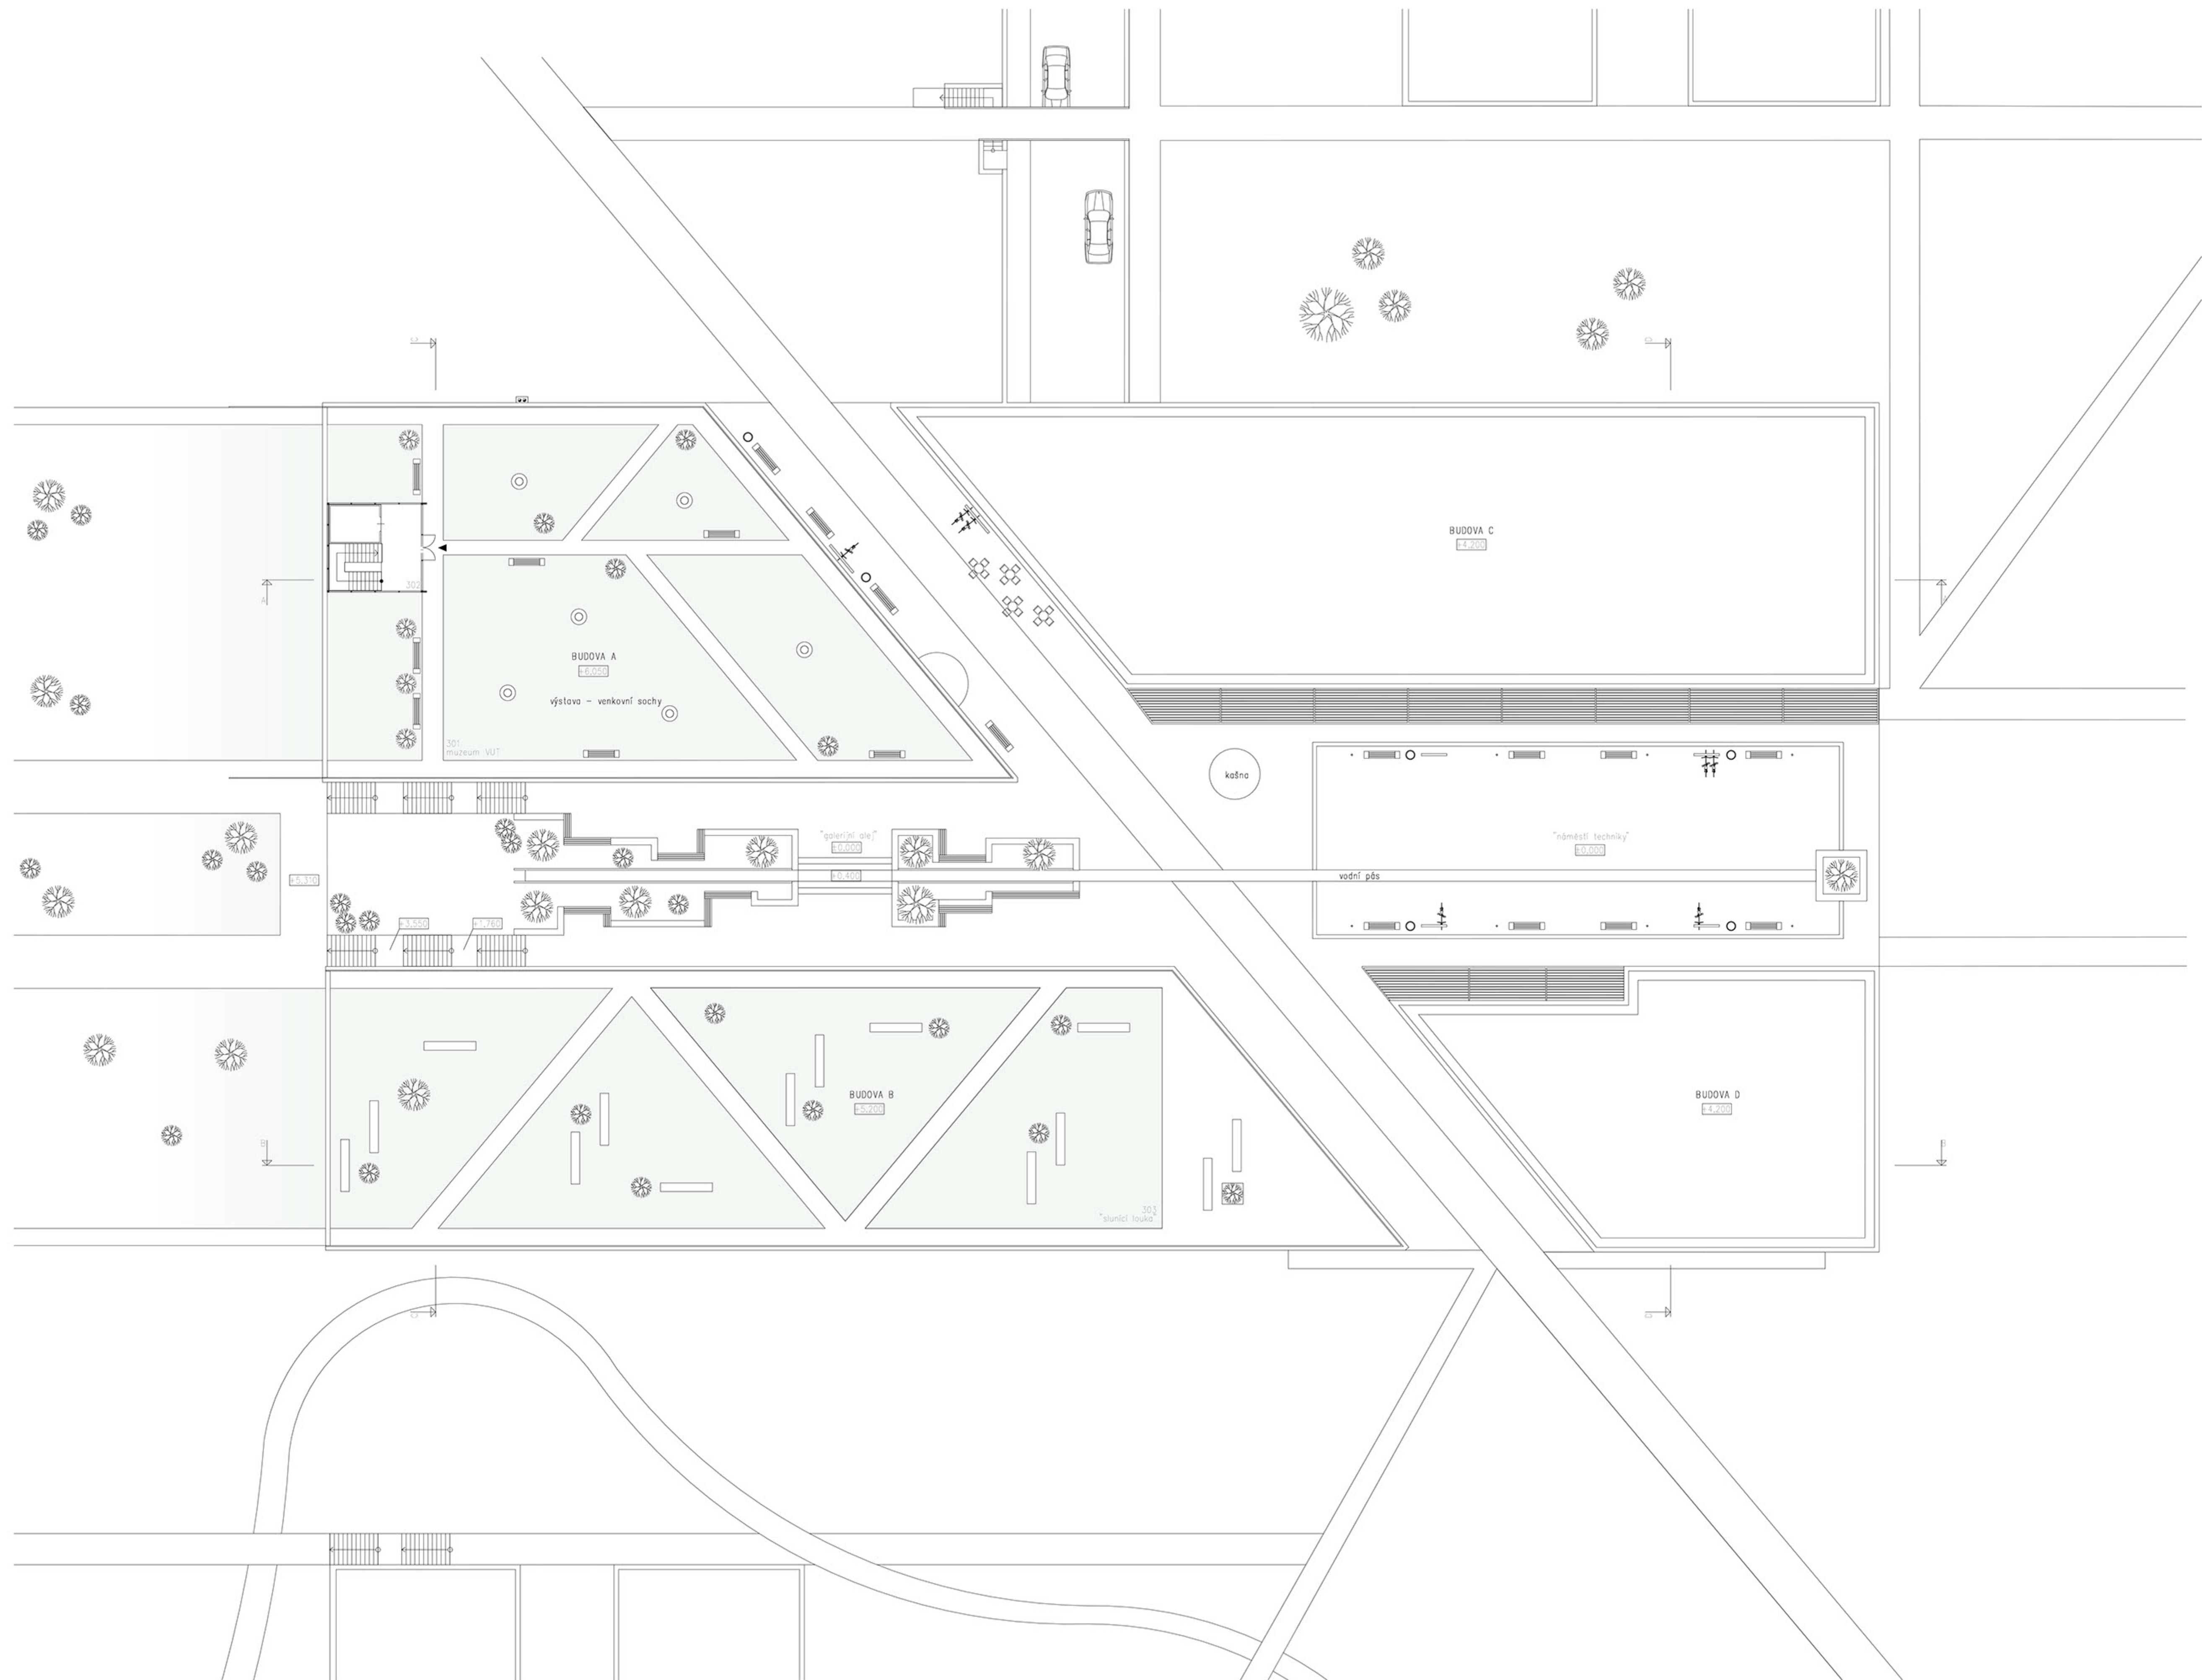 BUDOVA C
+4,200
302
A
BUDOVA A
+6,050
výstava – venkovní sochy
301
muzeum VUT
kašna
"galerijní alej"
±0,000
"náměstí techniky"
±0,000
+5,310
+0,400
vodní pás
+3,550
+1,760
BUDOVA B
+5,200
BUDOVA D
+4,200
B
303
"slunící louka"